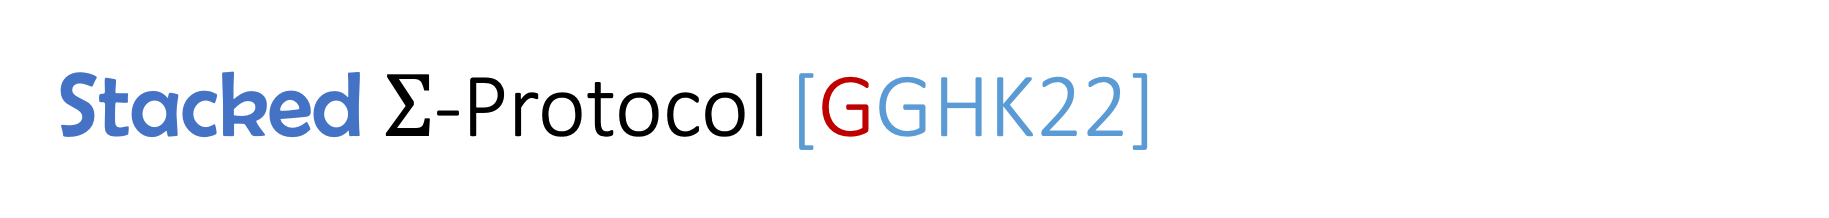 Stacked Σ-Protocol [GGHK22]